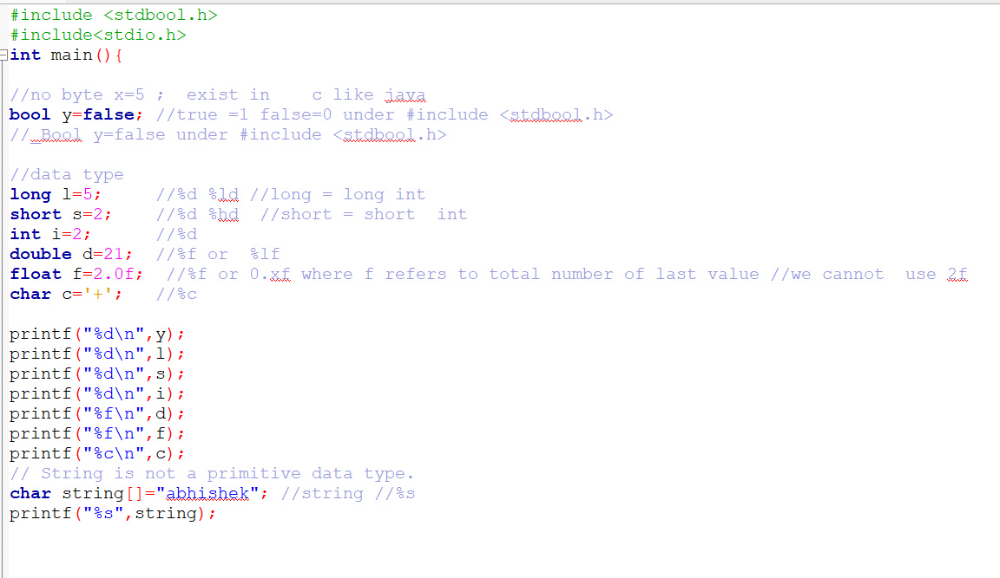 #include <stdbool.h>
#include<stdio.h>
int main(){
//no byte x=5 ;  exist in    c like java
bool y=false; //true =1 false=0 under #include <stdbool.h>
//_Bool y=false under #include <stdbool.h>
//data type
long l=5;     //%d %ld //long = long int
short s=2;    //%d %hd  //short = short  int
int i=2;      //%d
double d=21;  //%f or  %lf
float f=2.0f;  //%f or 0.xf where f refers to total number of last value //we cannot  use 2f
char c='+';   //%c
printf("%d\n",y);
printf("%d\n",l);
printf("%d\n",s);
printf("%d\n",i);
printf("%f\n",d);
printf("%f\n",f);
printf("%c\n",c);
// String is not a primitive data type.
char string[]="abhishek"; //string //%s
printf("%s",string);